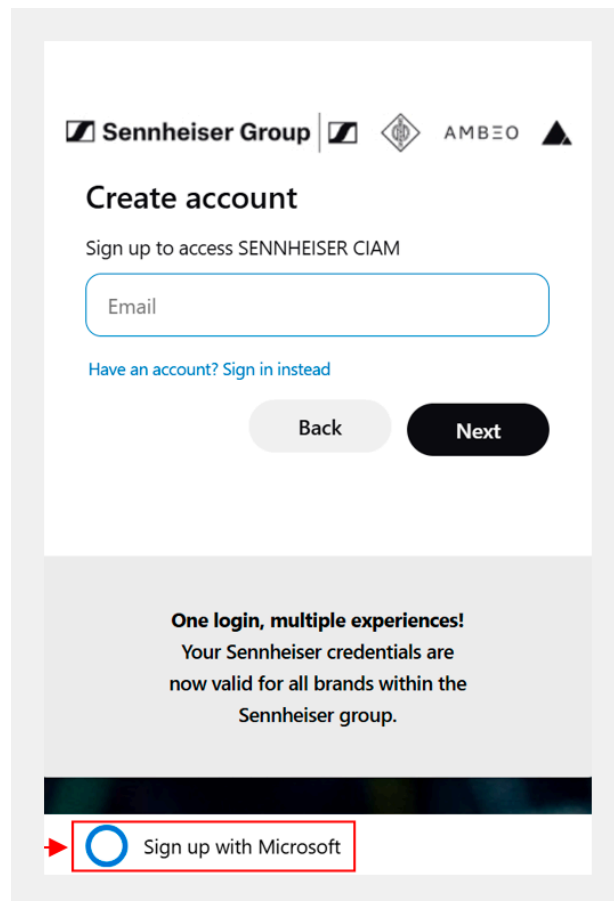 Sennheiser Group
AMBEO
Create account
Sign up to access SENNHEISER CIAM
Email
Have an account? Sign in instead
Back
Next
One login, multiple experiences!
Your Sennheiser credentials are
now valid for all brands within the
Sennheiser group.
Sign up with Microsoft